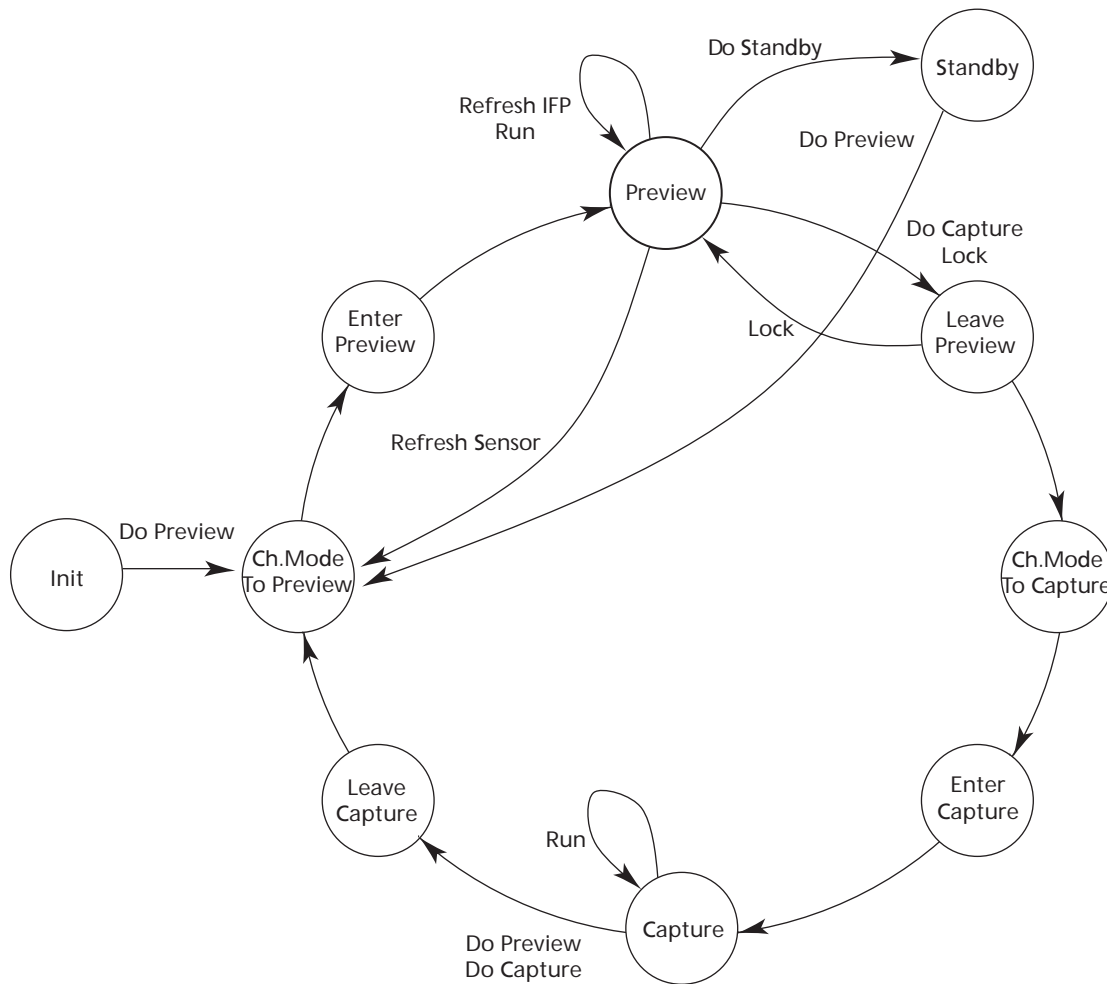 Do Standby
Standby
Refresh IFP
Run
Do Preview
Preview
Do Capture
Lock
Enter
Preview
Lock
Leave
Preview
Refresh Sensor
Do Preview
Init
Ch.Mode
To Preview
Ch.Mode
To Capture
Leave
Capture
Run
Enter
Capture
Capture
Do Preview
Do Capture